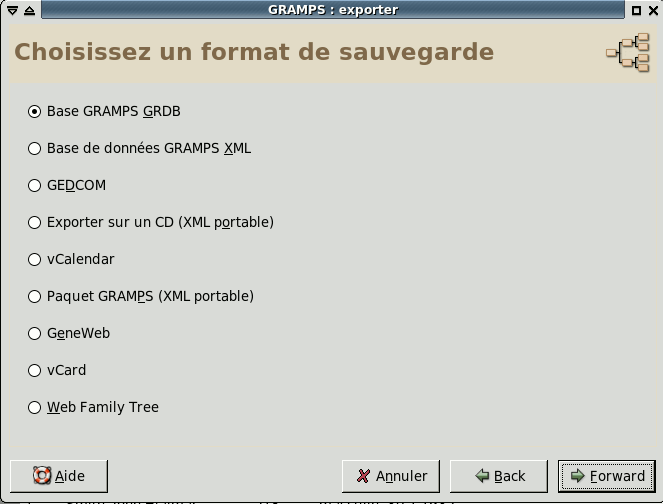 GRAMPS : exporter
Choisissez un format de sauvegarde
Base GRAMPS GRDB
Base de données GRAMPS XML
GEDCOM
Exporter sur un CD (XML portable)
vCalendar
Paquet GRAMPS (XML portable)
GeneWeb
vCard
Web Family Tree
Aide Annuler Back Forward